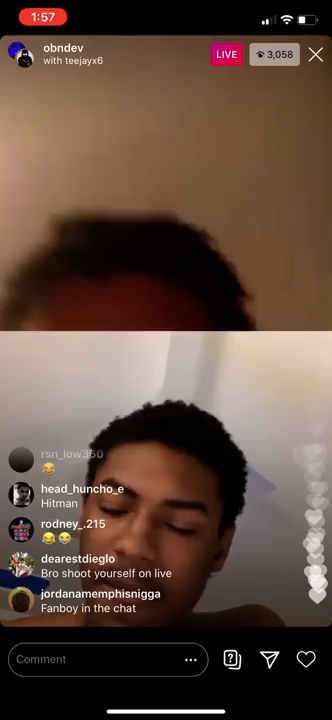 1:57
obndev
with teejayx6
LIVE
3,058
rsn_low350
😂
head_huncho_e
Hitman
rodney_.215
😂😭
dearestdieglo
Bro shoot yourself on live
jordanamemphisnigga
Fanboy in the chat
Comment